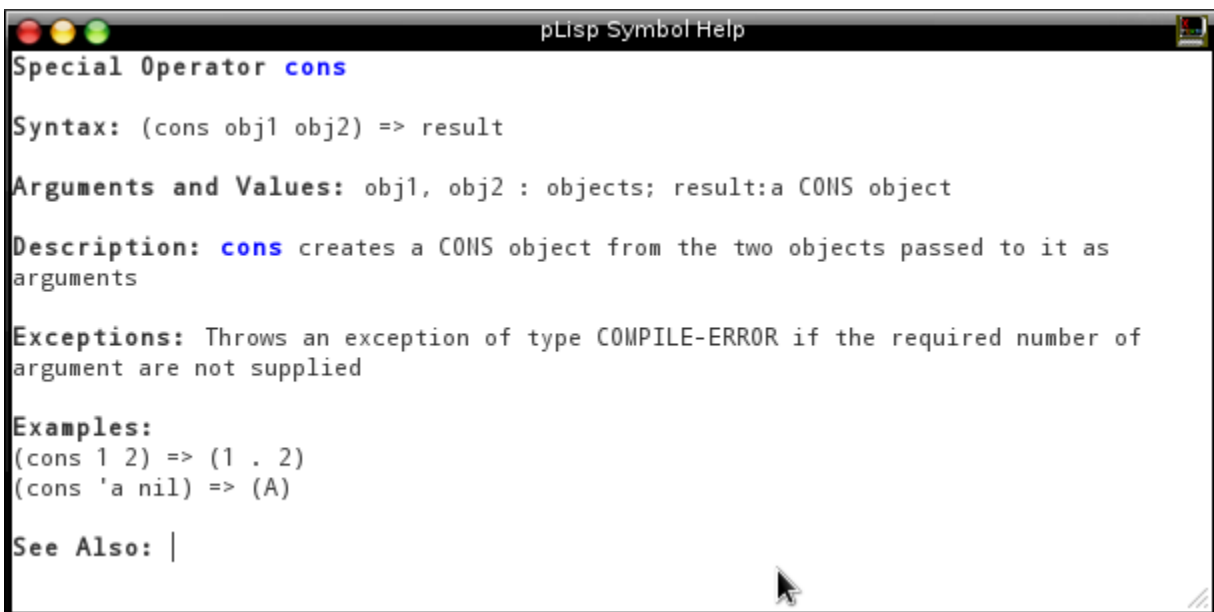 pLisp Symbol Help
Special Operator cons
Syntax: (cons obj1 obj2) => result
Arguments and Values: obj1, obj2 : objects; result:a CONS object
Description: cons creates a CONS object from the two objects passed to it as
arguments
Exceptions: Throws an exception of type COMPILE-ERROR if the required number of
argument are not supplied
Examples:
(cons 1 2) => (1 . 2)
(cons 'a nil) => (A)
See Also: